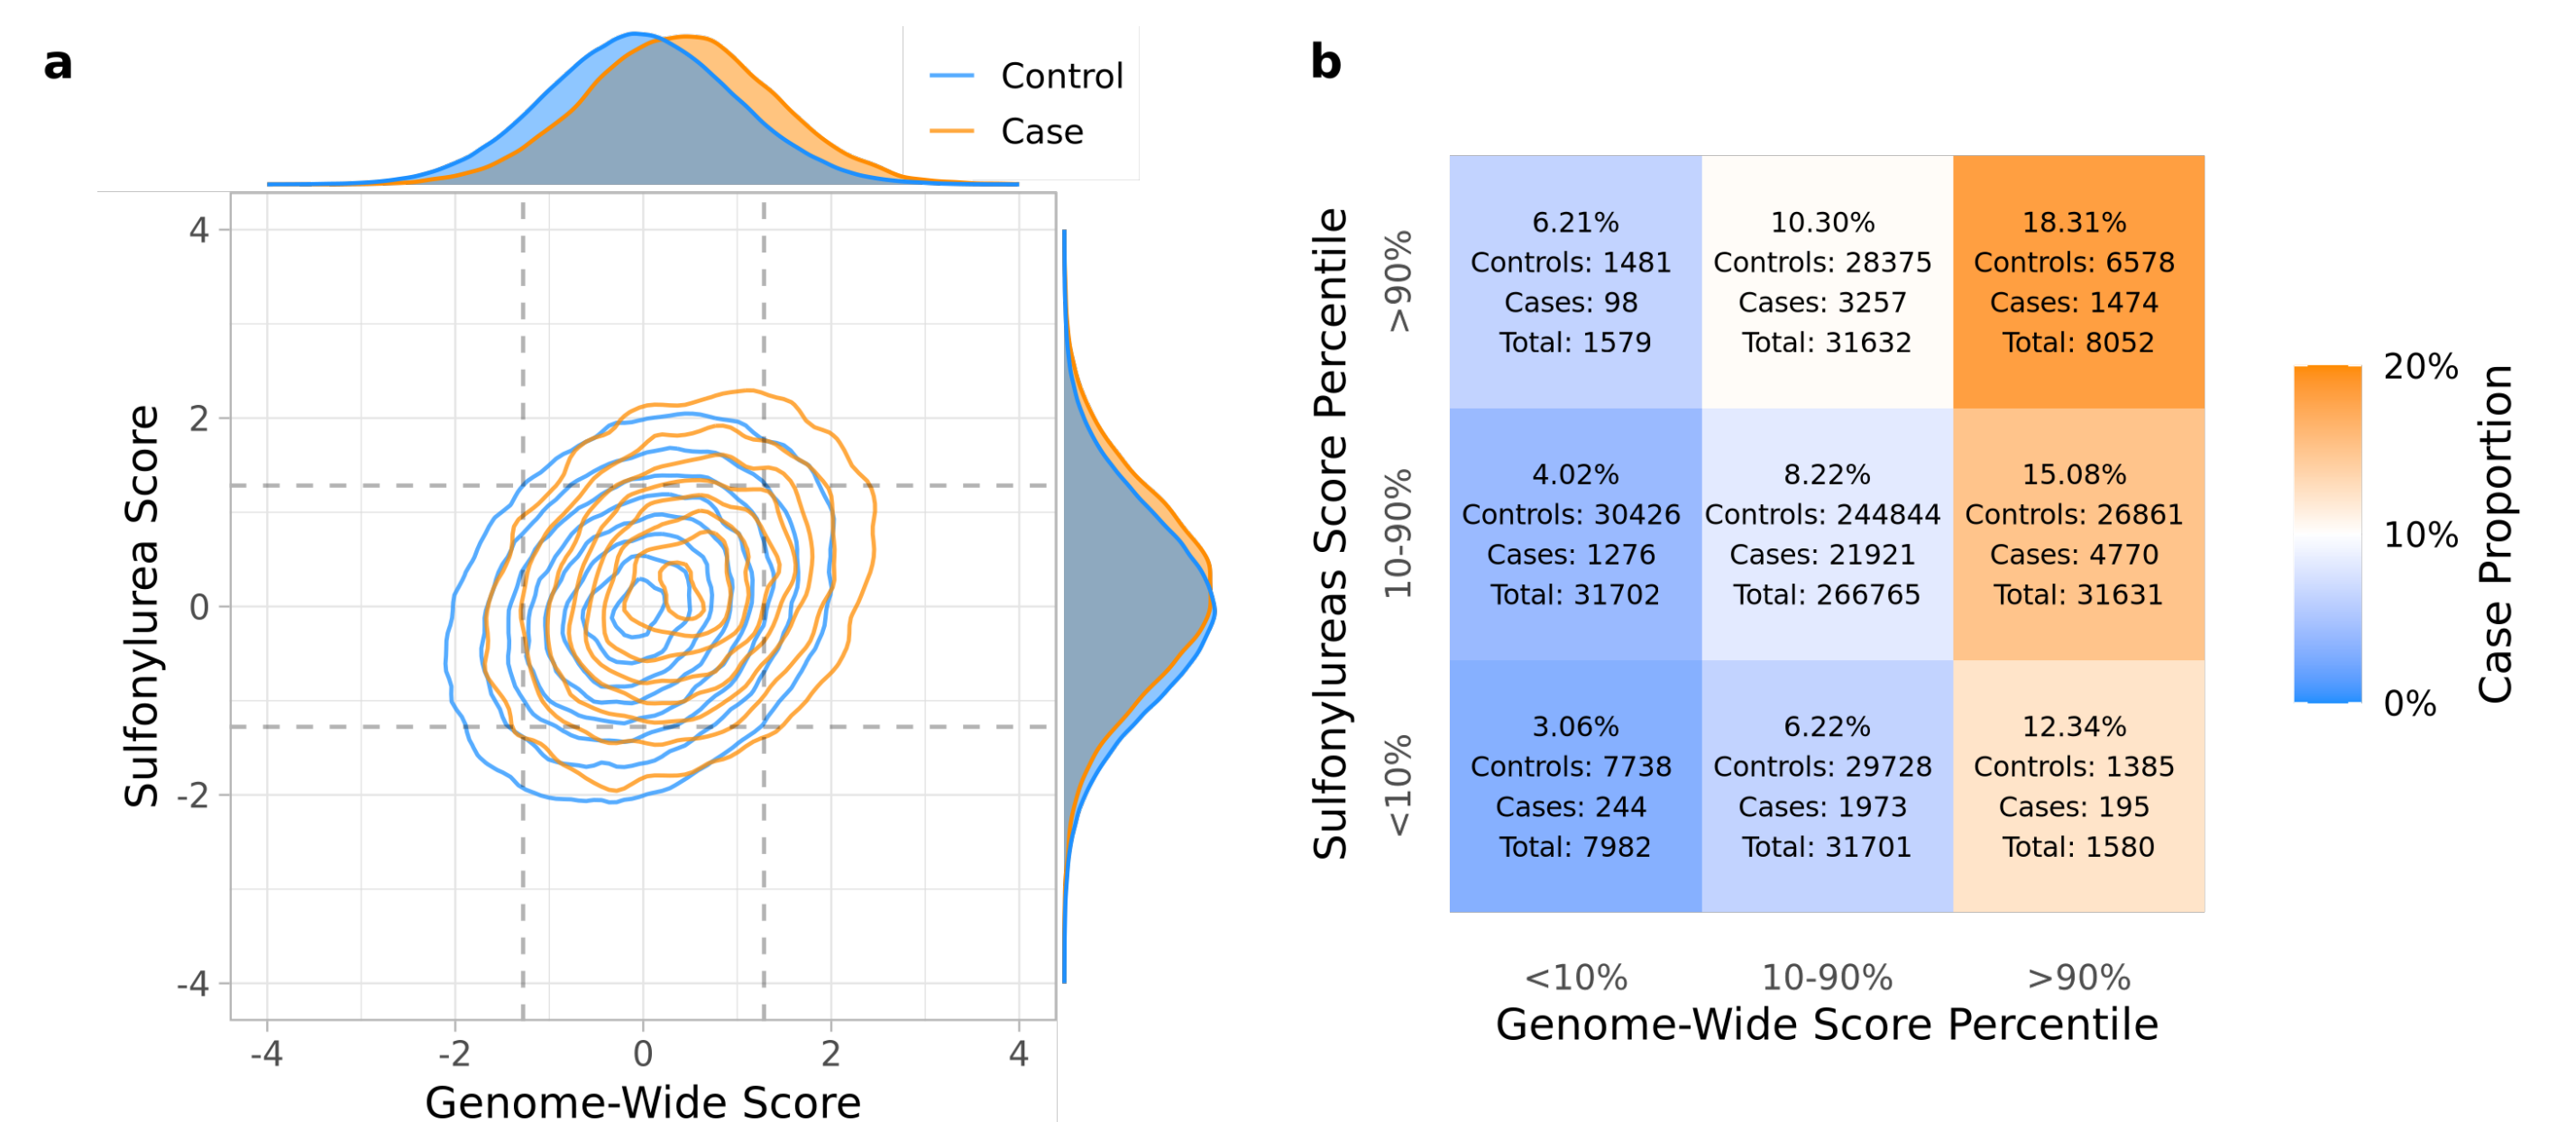 a
Control
Case
4
2
0
-2
-4
Sulfonylurea Score
-4
-2
0
2
4
Genome-Wide Score
b
Sulfonylureas Score Percentile
>90%
10-90%
<10%
6.21%
Controls: 1481
Cases: 98
Total: 1579
10.30%
Controls: 28375
Cases: 3257
Total: 31632
18.31%
Controls: 6578
Cases: 1474
Total: 8052
4.02%
Controls: 30426
Cases: 1276
Total: 31702
8.22%
Controls: 244844
Cases: 21921
Total: 266765
15.08%
Controls: 26861
Cases: 4770
Total: 31631
3.06%
Controls: 7738
Cases: 244
Total: 7982
6.22%
Controls: 29728
Cases: 1973
Total: 31701
12.34%
Controls: 1385
Cases: 195
Total: 1580
<10%
10-90%
>90%
Genome-Wide Score Percentile
20%
10%
0%
Case Proportion